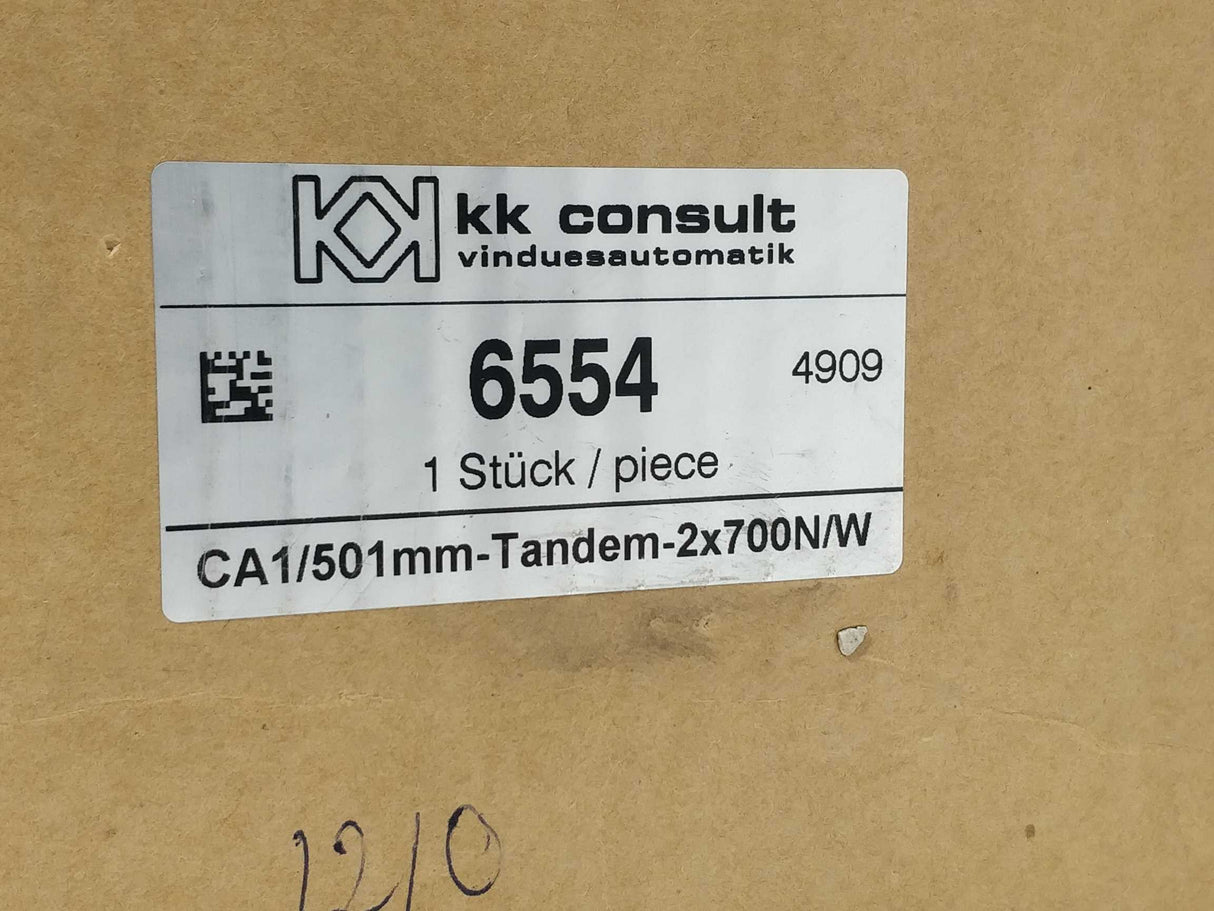 kk consult
vinduesautomatik
6554
4909
1 Stück / piece
CA1/501mm-Tandem-2x700N/W
1210